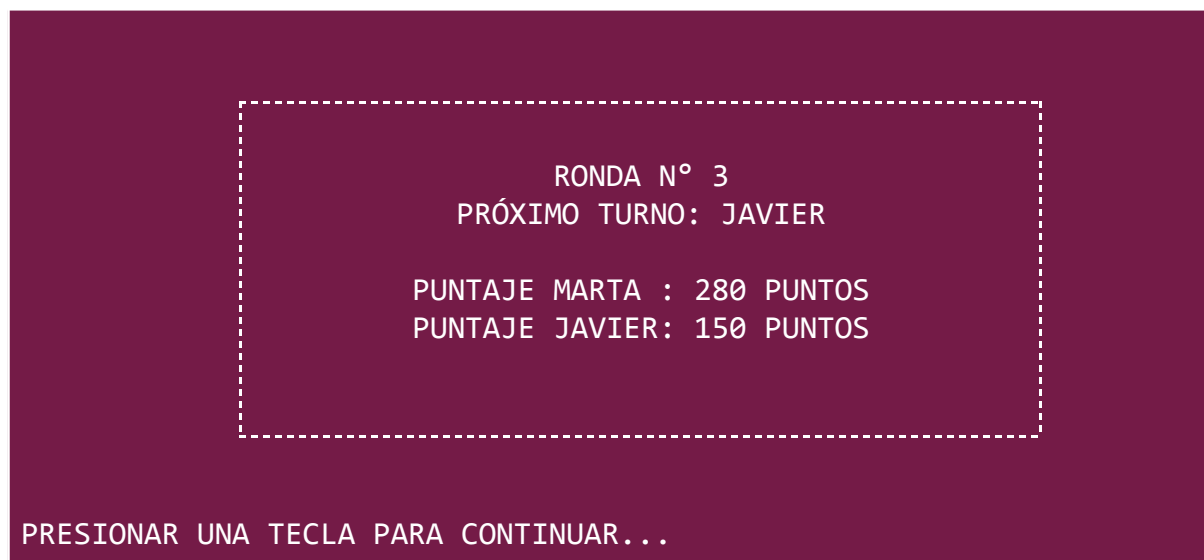 RONDA N° 3
PRÓXIMO TURNO: JAVIER
PUNTAJE MARTA : 280 PUNTOS
PUNTAJE JAVIER: 150 PUNTOS
PRESIONAR UNA TECLA PARA CONTINUAR...